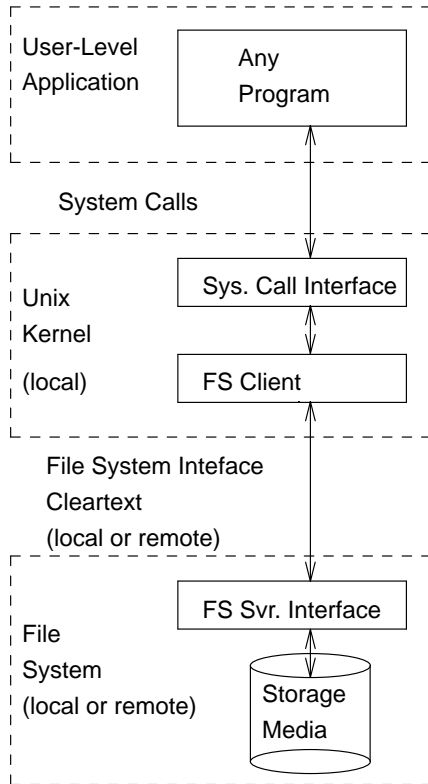 User-Level
Application
Any
Program
System Calls
Unix
Kernel
(local)
Sys. Call Interface
FS Client
File System Inteface
Cleartext
(local or remote)
File
System
(local or remote)
FS Svr. Interface
Storage
Media